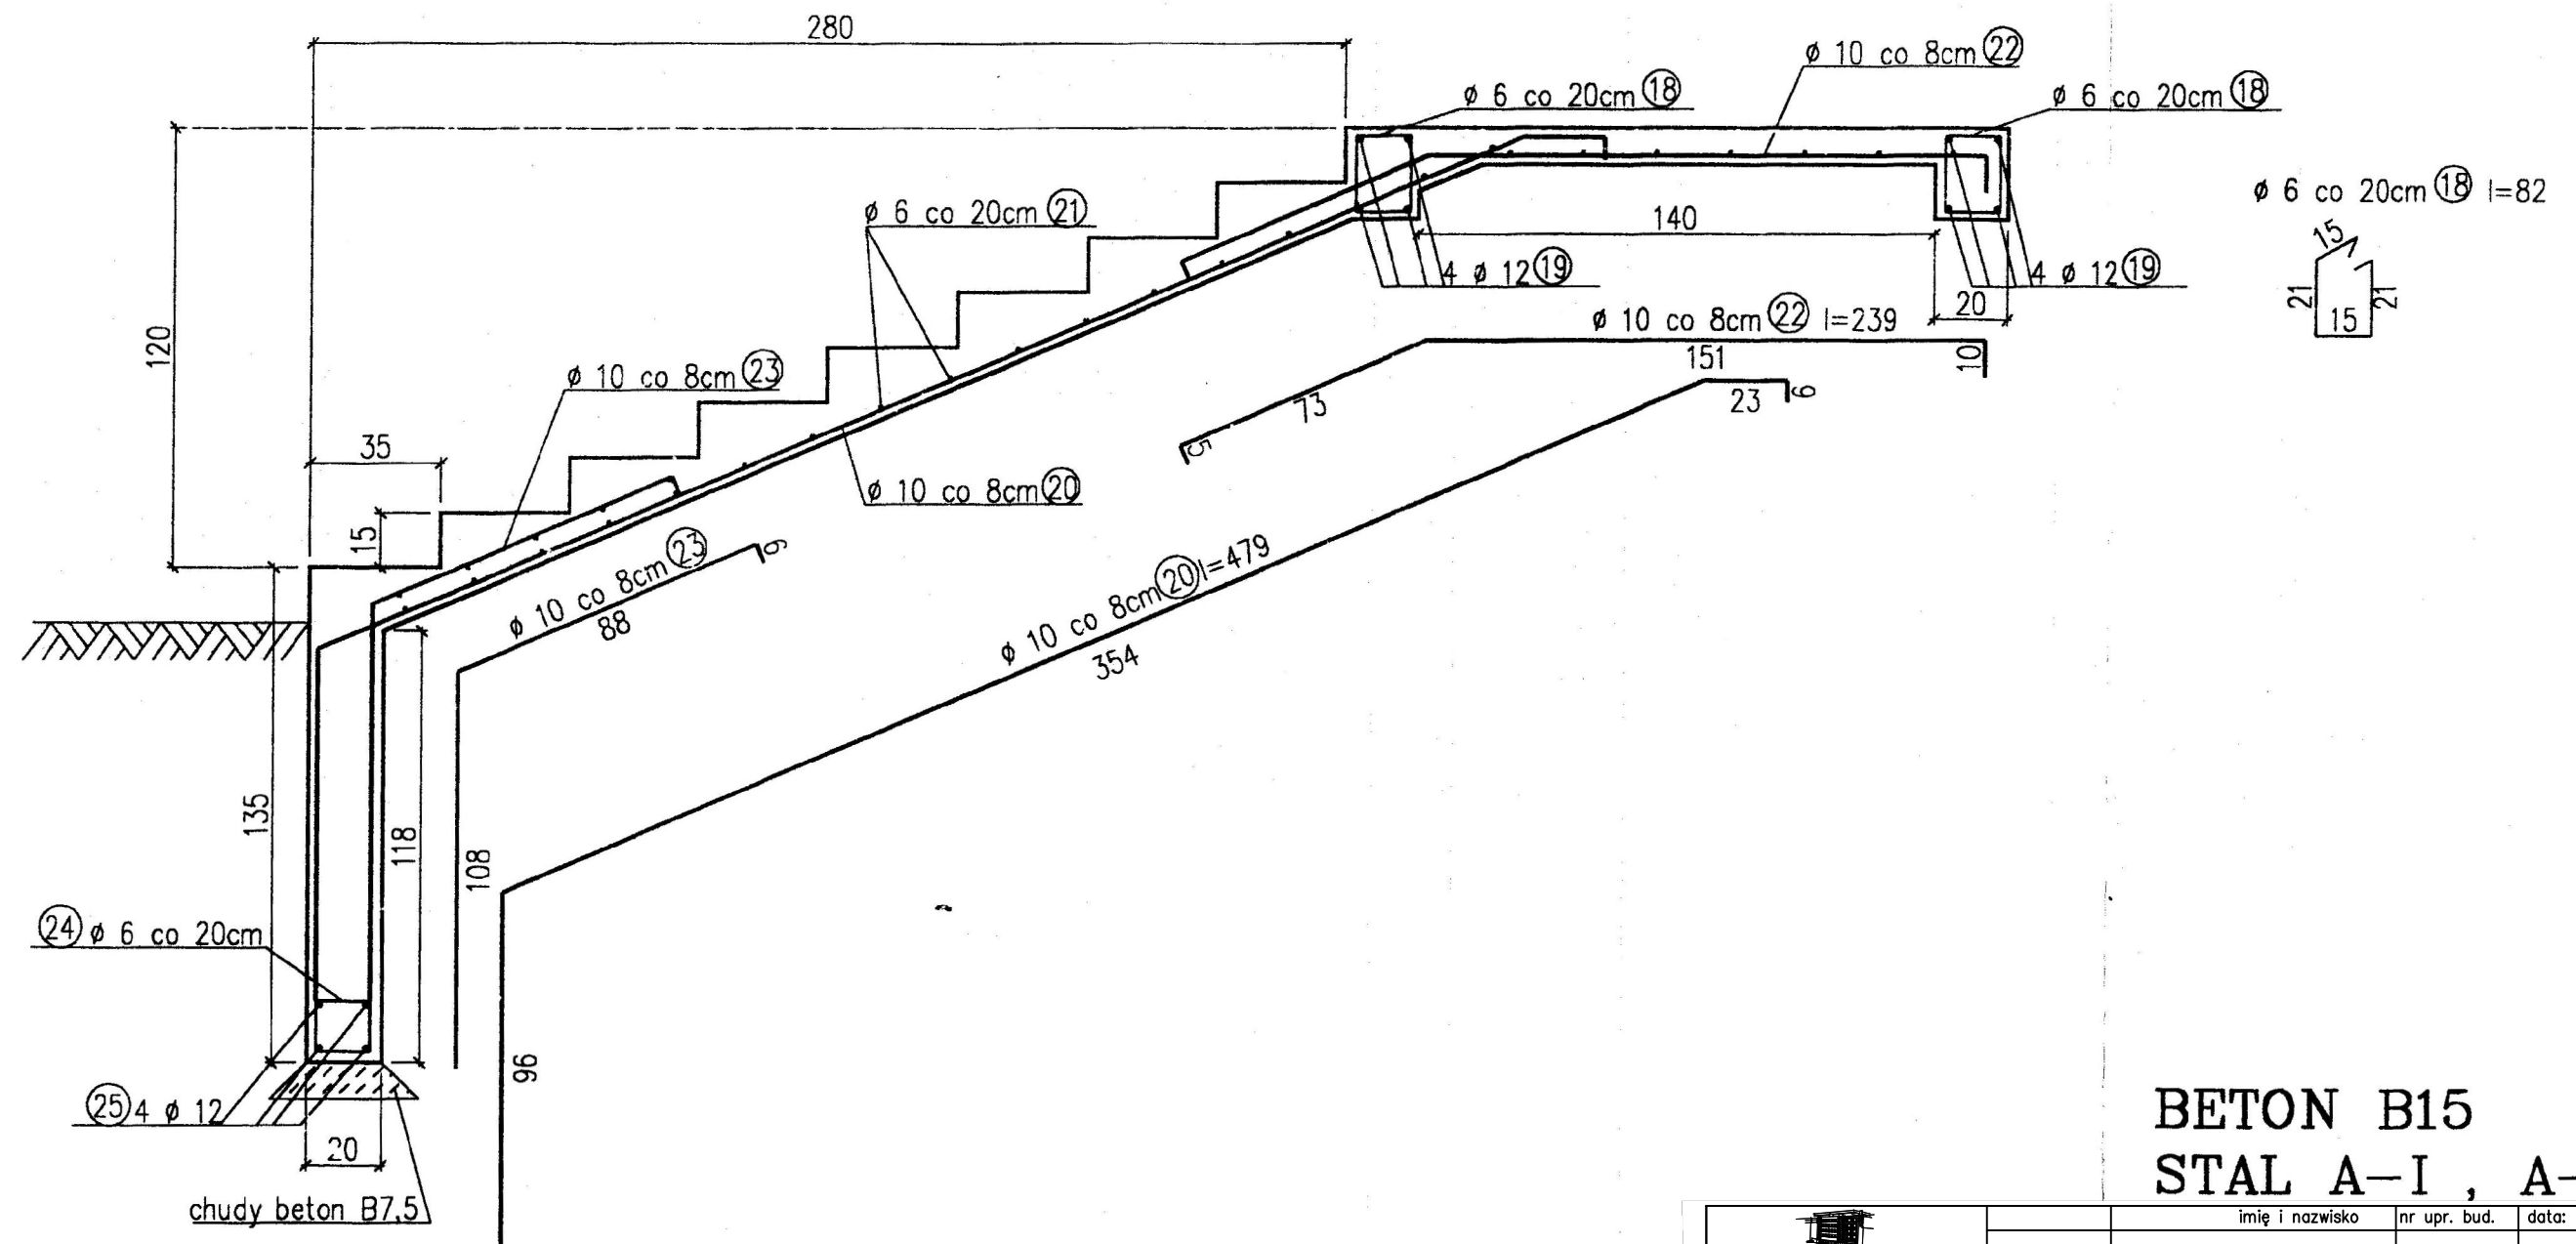 280
ø 10 co 8cm 22
ø 6 co 20cm 18
ø 6 co 20cm 18
ø 6 co 20cm 18 l=82
15
21
21
15
ø 6 co 20cm 21
140
4 ø 12 19
4 ø 12 19
20
120
ø 10 co 8cm 22 l=239
151
10
73
5
23
6
ø 10 co 8cm 23
35
ø 10 co 8cm 20
15
ø 10 co 8cm 23
88
6
ø 10 co 8cm 20 l=479
354
135
118
108
96
24 ø 6 co 20cm
25 4 ø 12
20
chudy beton B7,5
BETON B15
STAL A-I , A-
imię i nazwisko
nr upr. bud.
data: